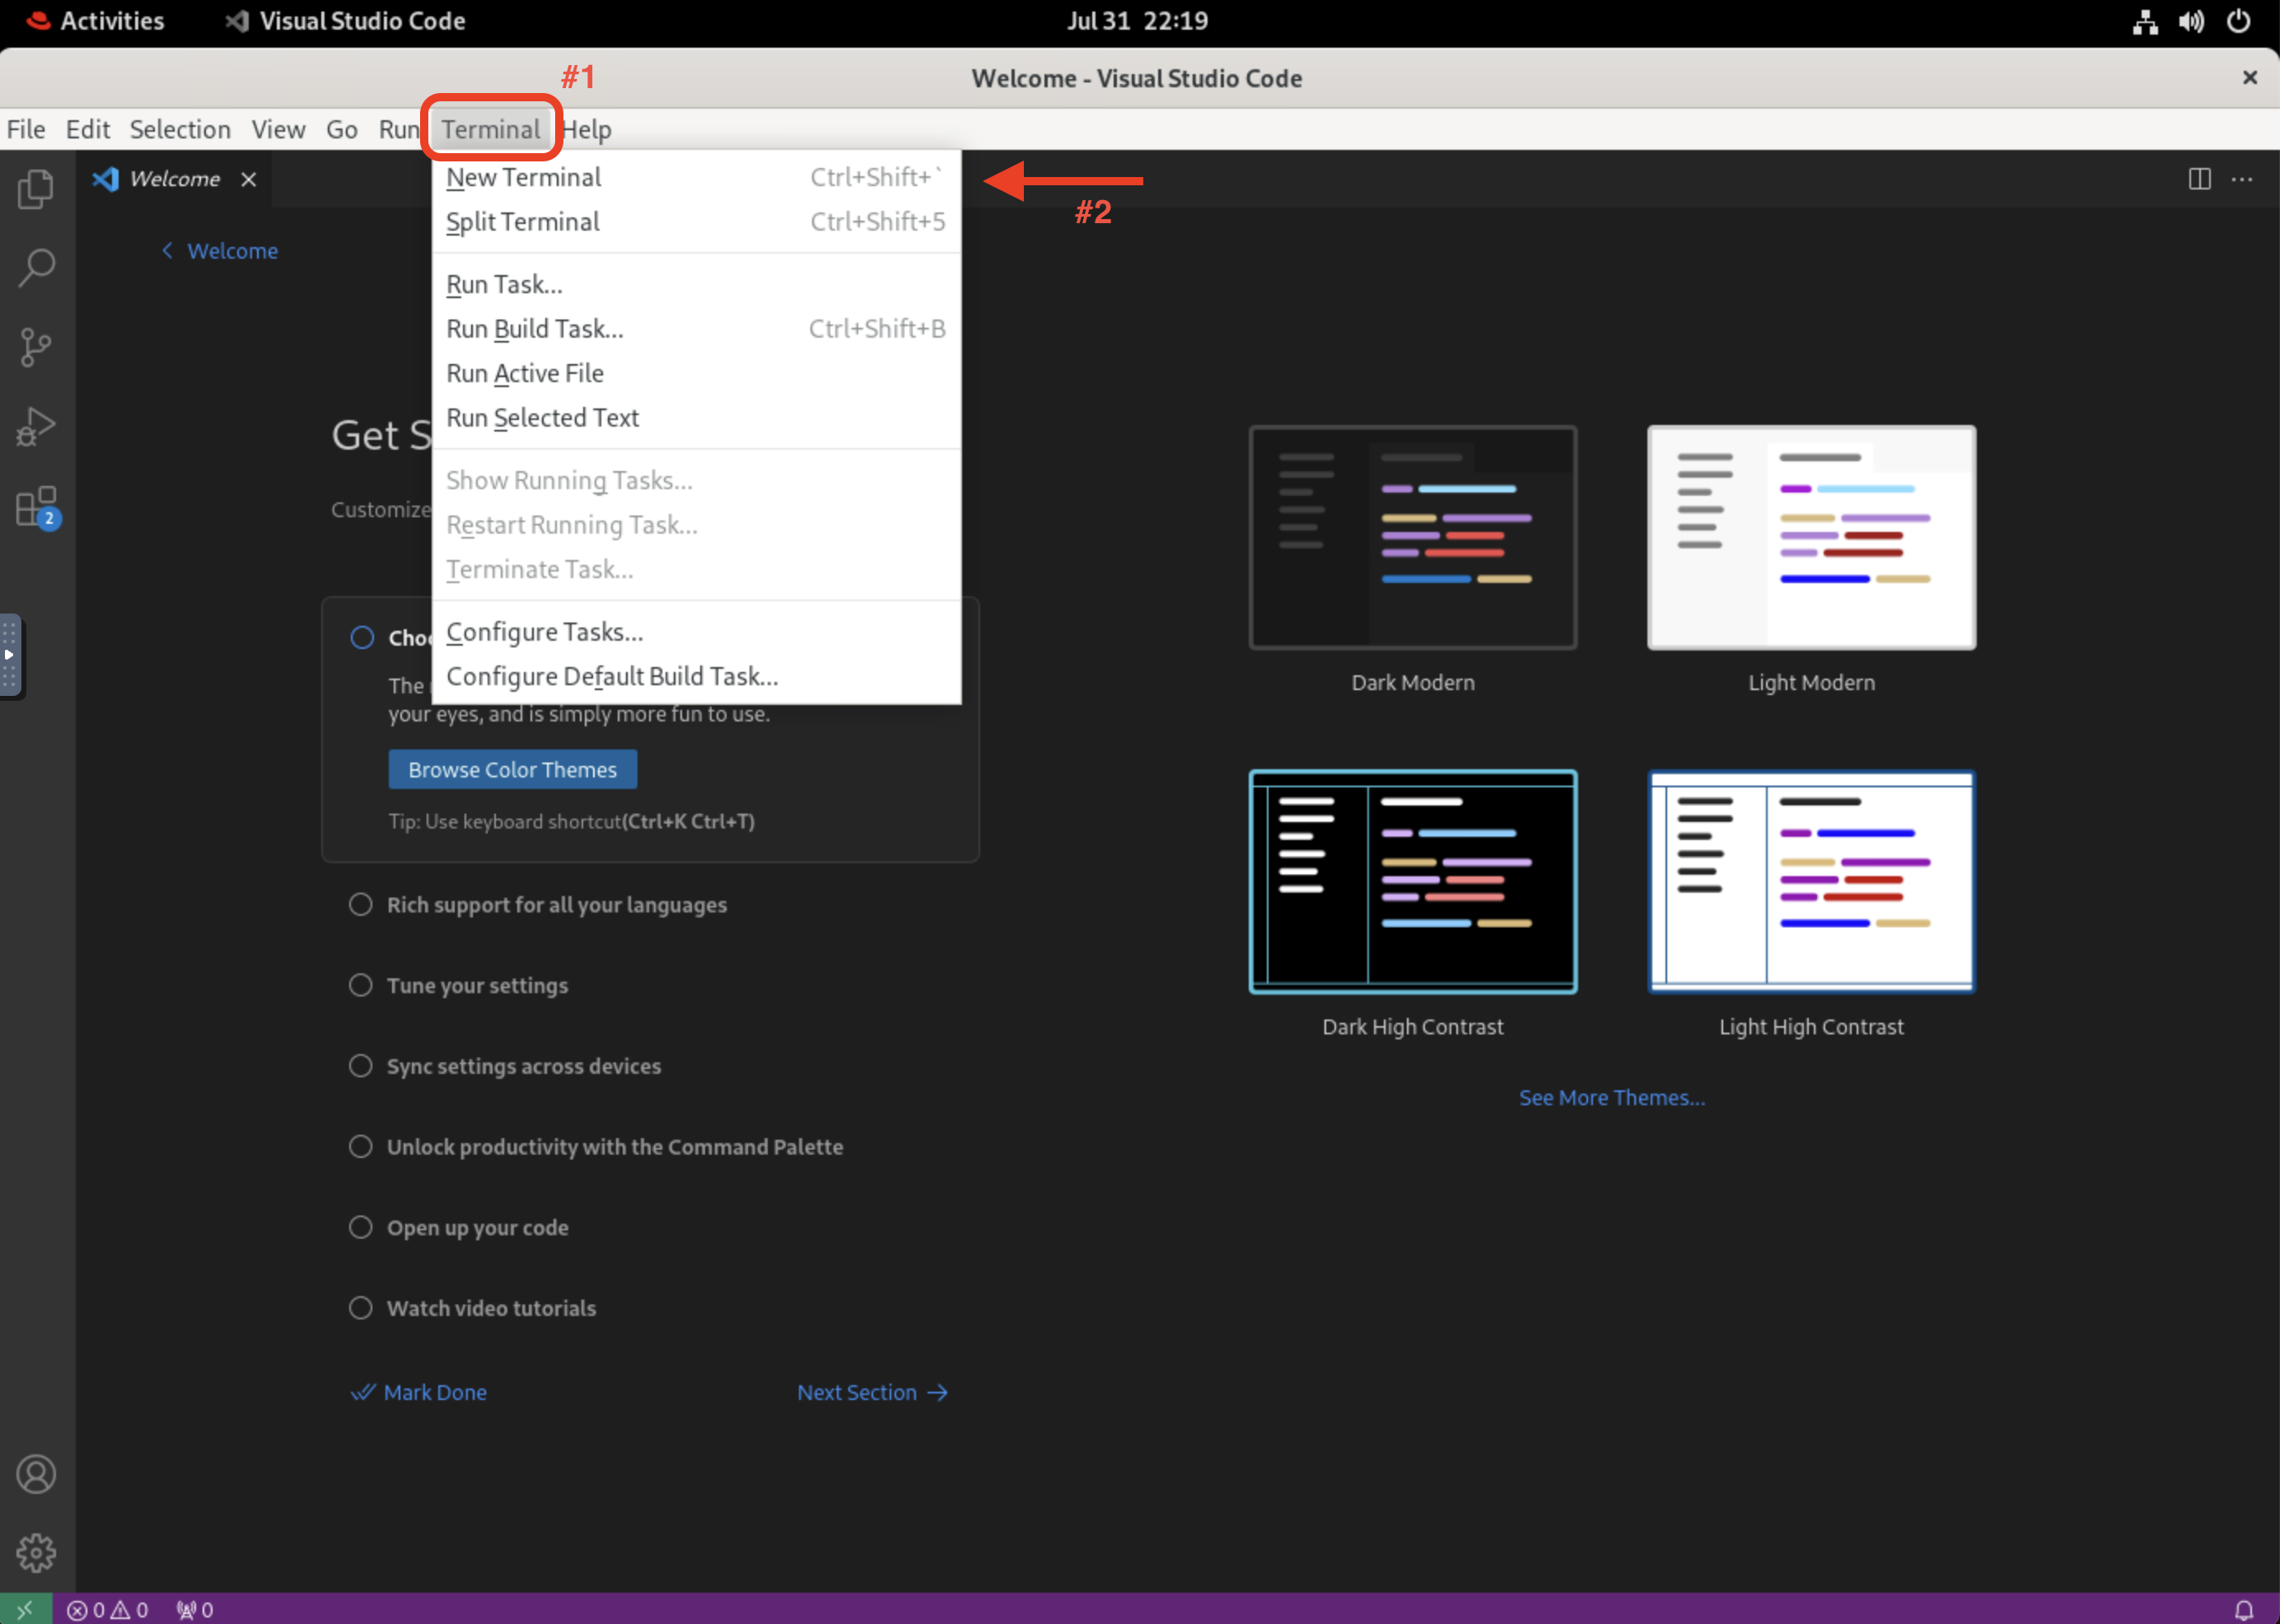 Activities Visual Studio Code Jul 31 22:19
#1
Welcome - Visual Studio Code
File Edit Selection View Go Run Terminal Help
Welcome
New Terminal Ctrl+Shift+`
#2
Split Terminal Ctrl+Shift+5
Welcome
Run Task...
Run Build Task... Ctrl+Shift+B
Run Active File
Run Selected Text
Get S
Show Running Tasks...
Customize
Restart Running Task...
2
Terminate Task...
Configure Tasks...
Choo
Configure Default Build Task...
The
your eyes, and is simply more fun to use.
Browse Color Themes
Tip: Use keyboard shortcut(Ctrl+K Ctrl+T)
Dark Modern
Light Modern
Dark High Contrast
Light High Contrast
See More Themes...
Rich support for all your languages
Tune your settings
Sync settings across devices
Unlock productivity with the Command Palette
Open up your code
Watch video tutorials
Mark Done
Next Section
0 0 0